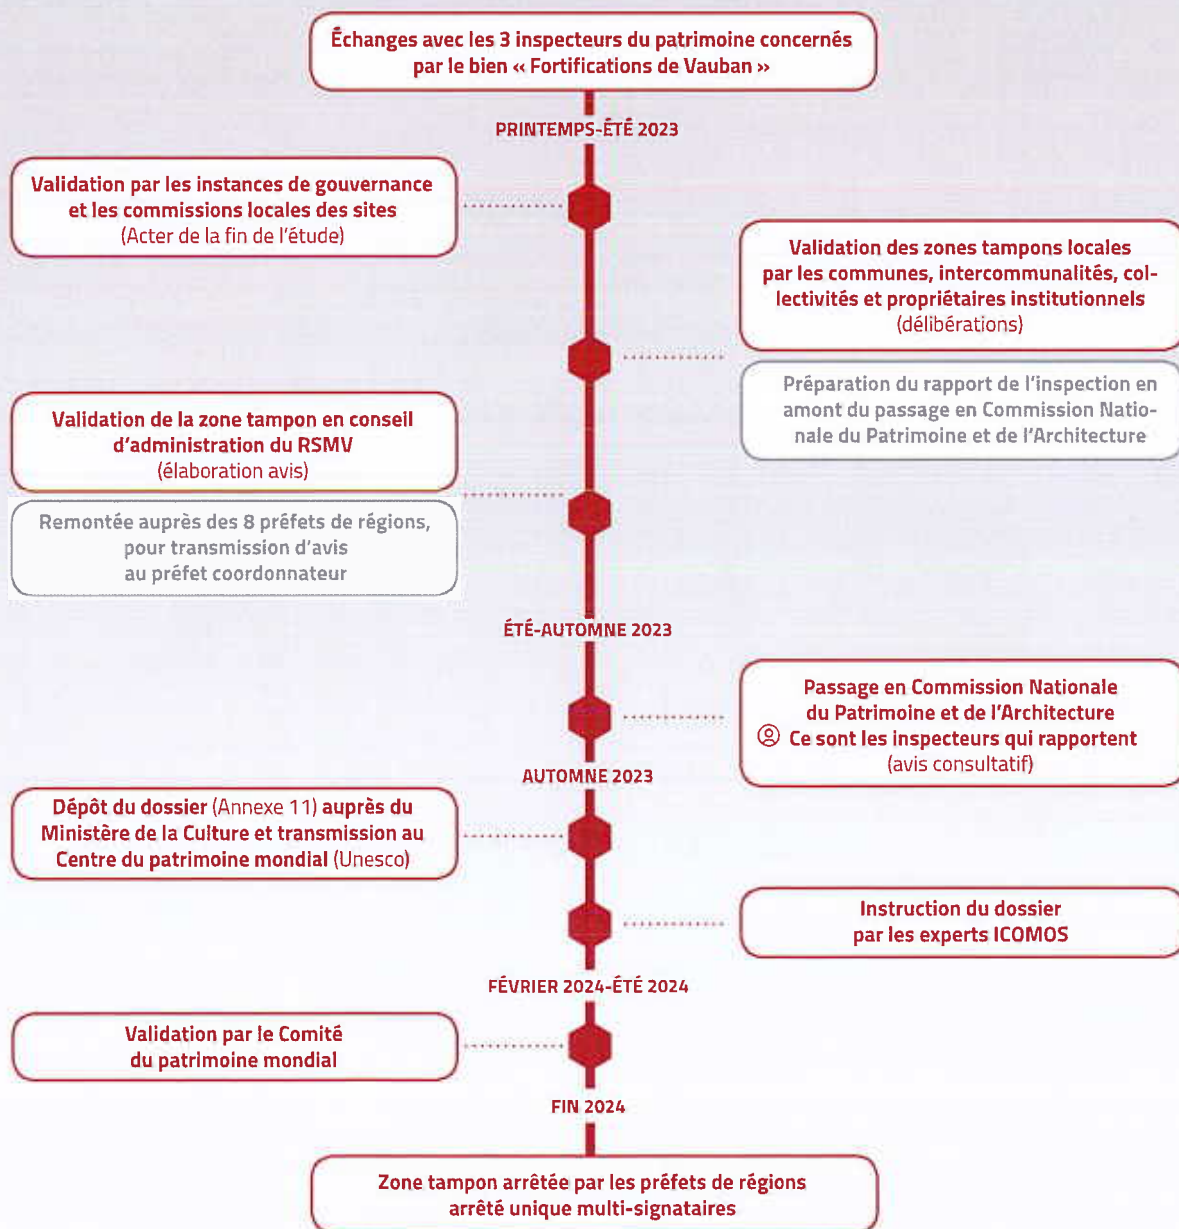 Échanges avec les 3 inspecteurs du patrimoine concernés
par le bien « Fortifications de Vauban »
PRINTEMPS-ÉTÉ 2023
Validation par les instances de gouvernance
et les commissions locales des sites
(Acter de la fin de l'étude)
Validation des zones tampons locales
par les communes, intercommunalités, col-
lectivités et propriétaires institutionnels
(délibérations)
Préparation du rapport de l'inspection en
amont du passage en Commission Natio-
nale du Patrimoine et de l'Architecture
Validation de la zone tampon en conseil
d'administration du RSMV
(élaboration avis)
Remontée auprès des 8 préfets de régions,
pour transmission d'avis
au préfet coordonnateur
ÉTÉ-AUTOMNE 2023
Passage en Commission Nationale
du Patrimoine et de l'Architecture
Ce sont les inspecteurs qui rapportent
(avis consultatif)
AUTOMNE 2023
Dépôt du dossier (Annexe 11) auprès du
Ministère de la Culture et transmission au
Centre du patrimoine mondial (Unesco)
Instruction du dossier
par les experts ICOMOS
FÉVRIER 2024-ÉTÉ 2024
Validation par le Comité
du patrimoine mondial
FIN 2024
Zone tampon arrêtée par les préfets de régions
arrêté unique multi-signataires